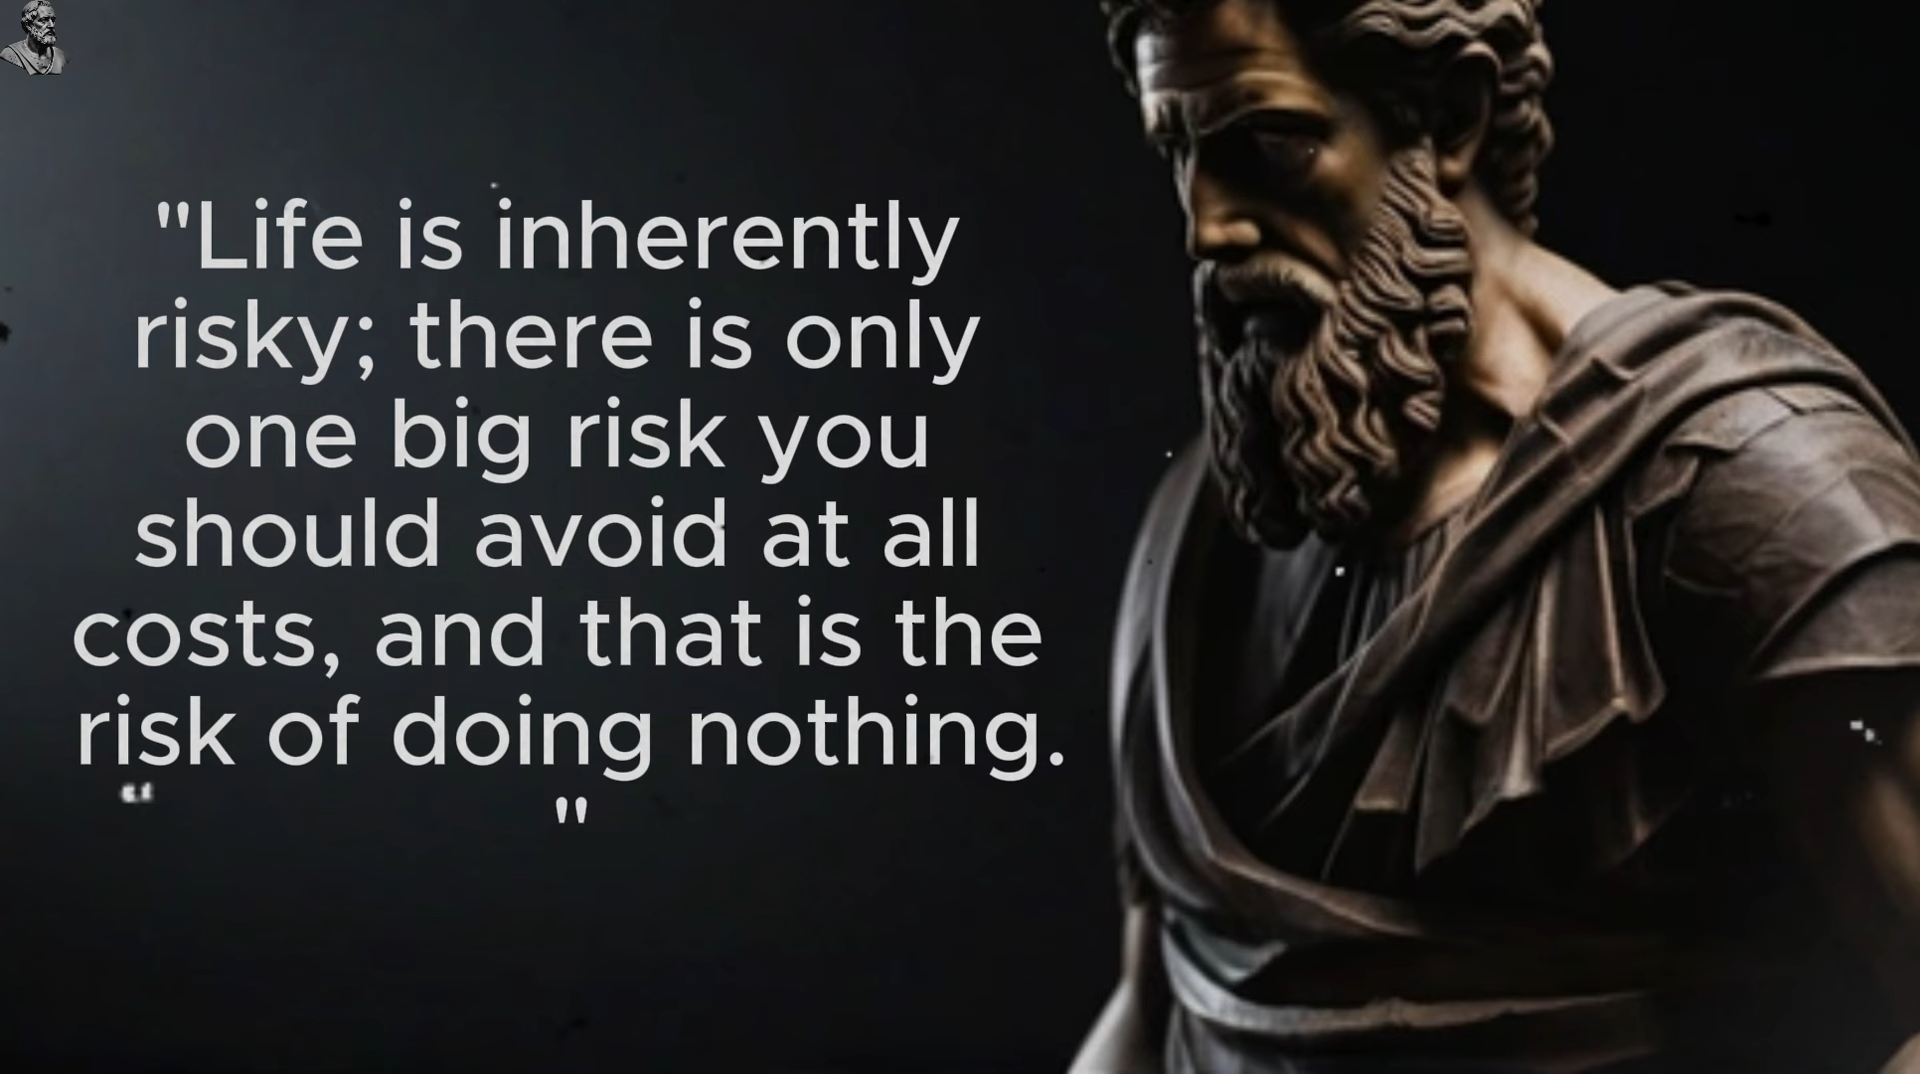 "Life is inherently
risky; there is only
one big risk you
should avoid at all
costs, and that is the
risk of doing nothing.
"